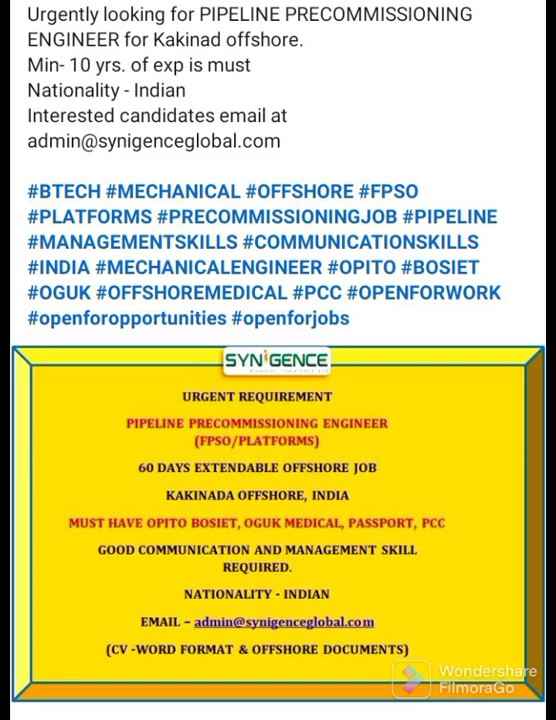 Urgently looking for PIPELINE PRECOMMISSIONING
ENGINEER for Kakinad offshore.
Min- 10 yrs. of exp is must
Nationality - Indian
Interested candidates email at
admin@synigenceglobal.com
#BTECH #MECHANICAL #OFFSHORE #FPSO
#PLATFORMS #PRECOMMISSIONINGJOB #PIPELINE
#MANAGEMENTSKILLS #COMMUNICATIONSKILLS
#INDIA #MECHANICALENGINEER #OPITO #BOSIET
#OGUK #OFFSHOREMEDICAL #PCC #OPENFORWORK
#openforopportunities #openforjobs
SYNIGENCE
URGENT REQUIREMENT
PIPELINE PRECOMMISSIONING ENGINEER
(FPSO/PLATFORMS)
60 DAYS EXTENDABLE OFFSHORE JOB
KAKINADA OFFSHORE, INDIA
MUST HAVE OPITO BOSIET, OGUK MEDICAL, PASSPORT, PCC
GOOD COMMUNICATION AND MANAGEMENT SKILL
REQUIRED.
NATIONALITY - INDIAN
EMAIL – admin@synigenceglobal.com
(CV -WORD FORMAT & OFFSHORE DOCUMENTS)
Wondershare
FilmoraGo